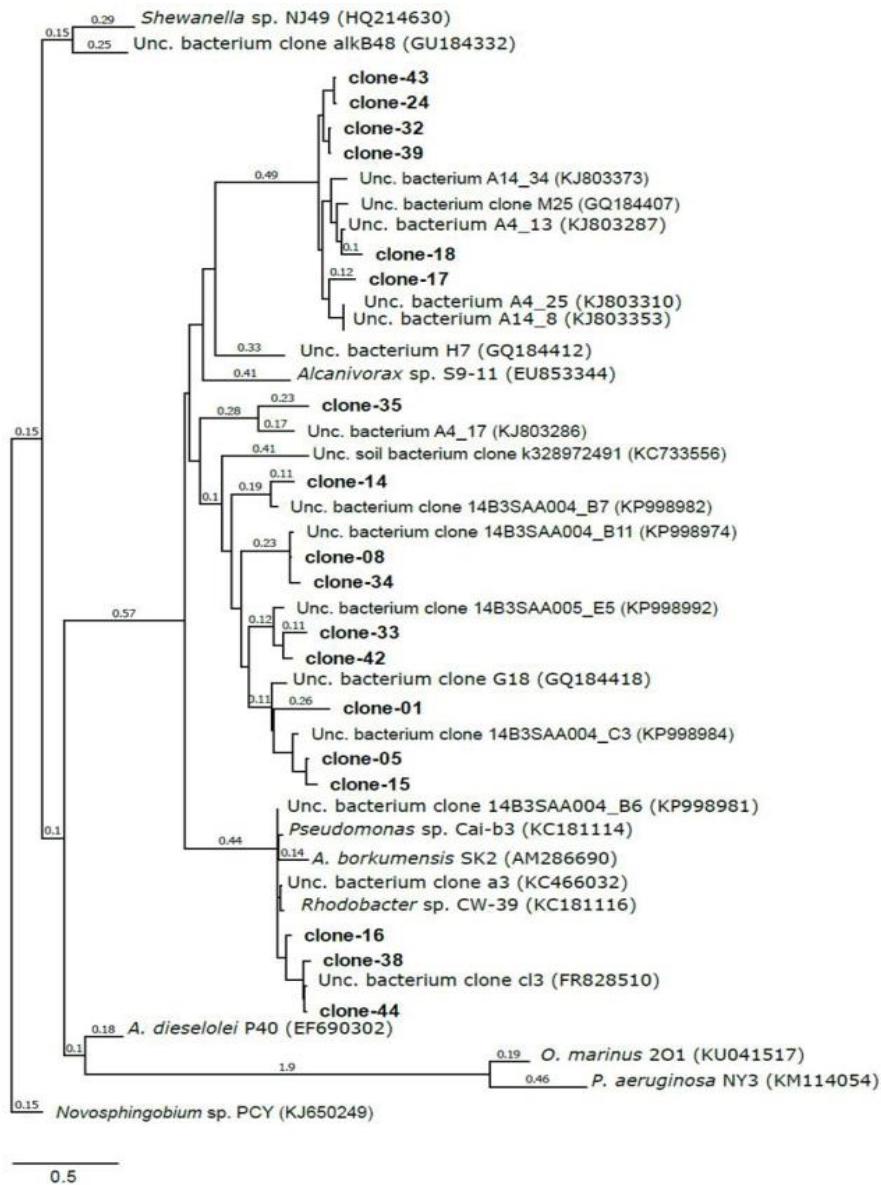 0.29
Shewanella sp. NJ49 (HQ214630)
0.15
0.25
Unc. bacterium clone alkB48 (GU184332)
clone-43
clone-24
clone-32
clone-39
0.49
Unc. bacterium A14_34 (KJ803373)
Unc. bacterium clone M25 (GQ184407)
Unc. bacterium A4_13 (KJ803287)
0.1
clone-18
0.12
clone-17
Unc. bacterium A4_25 (KJ803310)
Unc. bacterium A14_8 (KJ803353)
0.33
Unc. bacterium H7 (GQ184412)
0.41
Alcanivorax sp. S9-11 (EU853344)
0.23
clone-35
0.28
0.17
Unc. bacterium A4_17 (KJ803286)
0.15
0.41
Unc. soil bacterium clone k328972491 (KC733556)
0.11
clone-14
0.1
0.19
Unc. bacterium clone 14B3SAA004_B7 (KP998982)
Unc. bacterium clone 14B3SAA004_B11 (KP998974)
0.23
clone-08
clone-34
Unc. bacterium clone 14B3SAA005_E5 (KP998992)
0.57
0.12
0.11
clone-33
clone-42
Unc. bacterium clone G18 (GQ184418)
0.11
0.26
clone-01
Unc. bacterium clone 14B3SAA004_C3 (KP998984)
clone-05
clone-15
Unc. bacterium clone 14B3SAA004_B6 (KP998981)
0.1
Pseudomonas sp. Cai-b3 (KC181114)
0.44
0.14
A. borkumensis SK2 (AM286690)
Unc. bacterium clone a3 (KC466032)
Rhodobacter sp. CW-39 (KC181116)
clone-16
clone-38
Unc. bacterium clone cl3 (FR828510)
clone-44
0.18
A. dieselolei P40 (EF690302)
0.1
0.19
O. marinus 2O1 (KU041517)
1.9
0.46
P. aeruginosa NY3 (KM114054)
0.15
Novosphingobium sp. PCY (KJ650249)
0.5